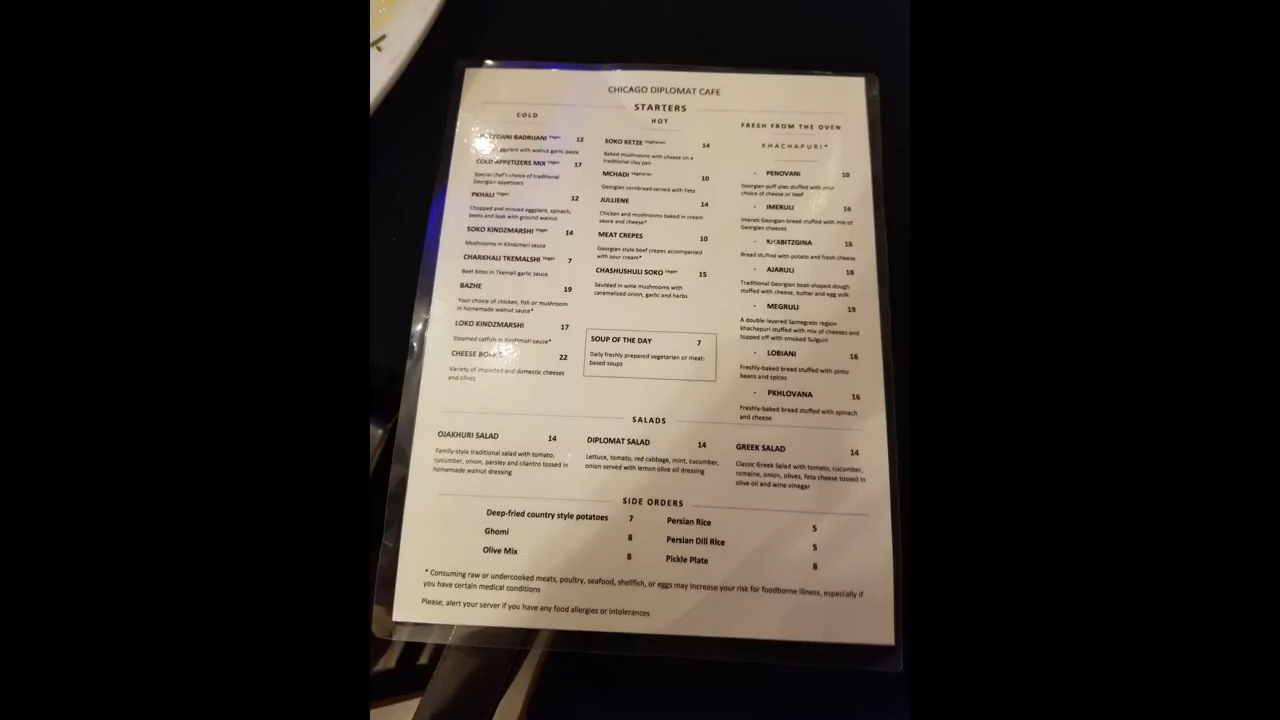 CHICAGO DIPLOMAT CAFE
STARTERS
COLD
BADRIJANI Vegan 12
eggplant with walnut garlic paste
COLD APPETIZERS MIX Vegan 17
Special chef's choice of traditional
Georgian appetizers
PKHALI Vegan 12
Chopped and minced eggplant, spinach,
beets and leak with ground walnut
SOKO KINDZMARSHI Vegan 14
Mushrooms in Kindzmari sauce
CHARKHALI TKEMALSHI Vegan 7
Beet bites in Tkemali garlic sauce
BAZHE 19
Your choice of chicken, fish or mushroom
in homemade walnut sauce*
LOKO KINDZMARSHI 17
Steamed catfish in Kindzmari sauce*
CHEESE BOARD 22
Variety of imported and domestic cheeses
and olives
HOT
SOKO KETZE Vegetarian 14
Baked mushrooms with cheese on a
traditional clay pan
MCHADI Vegetarian 10
Georgian cornbread served with Feta
JULLIENE 14
Chicken and mushrooms baked in cream
sauce and cheese*
MEAT CREPES 10
Georgian style beef crepes accompanied
with sour cream*
CHASHUSHULI SOKO Vegan 15
Sautéed in wine mushrooms with
caramelized onion, garlic and herbs
SOUP OF THE DAY 7
Daily freshly prepared vegetarian or meat-
based soups
FRESH FROM THE OVEN
KHACHAPURI*
- PENOVANI 10
Georgian puff-pies stuffed with your
choice of cheese or beef
- IMERULI 16
Imereti Georgian bread stuffed with mix of
Georgian cheeses
- KHABITZGINA 16
Bread stuffed with potato and fresh cheese
- AJARULI 18
Traditional Georgian boat-shaped dough
stuffed with cheese, butter and egg yolk
- MEGRULI 19
A double-layered Samegrelo region
khachapuri stuffed with mix of cheeses and
topped off with smoked Sulguni
- LOBIANI 16
Freshly-baked bread stuffed with pinto
beans and spices
- PKHLOVANA 16
Freshly-baked bread stuffed with spinach
and cheese
SALADS
OJAKHURI SALAD 14
Family-style traditional salad with tomato,
cucumber, onion, parsley and cilantro tossed in
homemade walnut dressing
DIPLOMAT SALAD 14
Lettuce, tomato, red cabbage, mint, cucumber,
onion served with lemon olive oil dressing
GREEK SALAD 14
Classic Greek Salad with tomato, cucumber,
romaine, onion, olives, feta cheese tossed in
olive oil and wine vinegar
SIDE ORDERS
Deep-fried country style potatoes 7
Ghomi 8
Olive Mix 8
Persian Rice 5
Persian Dill Rice 5
Pickle Plate 8
* Consuming raw or undercooked meats, poultry, seafood, shellfish, or eggs may increase your risk for foodborne illness, especially if
you have certain medical conditions
Please, alert your server if you have any food allergies or intolerances